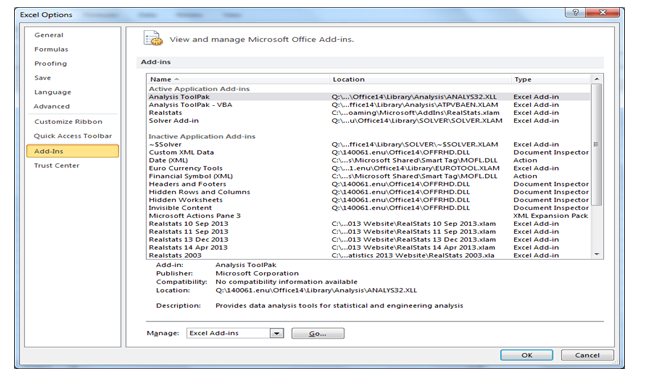 Excel Options
General
Formulas
Proofing
Save
Language
Advanced
Customize Ribbon
Quick Access Toolbar
Add-Ins
Trust Center
View and manage Microsoft Office Add-ins.
Add-ins
Name Location Type
Active Application Add-ins
Analysis ToolPak Q:\...\Office14\Library\Analysis\ANALYS32.XLL Excel Add-in
Analysis ToolPak - VBA Q:\...ffice14\Library\Analysis\ATPVBAEN.XLAM Excel Add-in
Realstats C:\...oaming\Microsoft\AddIns\RealStats.xlam Excel Add-in
Solver Add-in Q:\...u\Office14\Library\SOLVER\SOLVER.XLAM Excel Add-in
Inactive Application Add-ins
~$Solver Q:\...ffice14\Library\SOLVER\~$SOLVER.XLAM Excel Add-in
Custom XML Data Q:\140061.enu\Office14\OFFRHD.DLL Document Inspector
Date (XML) C:\...s\Microsoft Shared\Smart Tag\MOFL.DLL Action
Euro Currency Tools Q:\...1.enu\Office14\Library\EUROTOOL.XLAM Excel Add-in
Financial Symbol (XML) C:\...s\Microsoft Shared\Smart Tag\MOFL.DLL Action
Headers and Footers Q:\140061.enu\Office14\OFFRHD.DLL Document Inspector
Hidden Rows and Columns Q:\140061.enu\Office14\OFFRHD.DLL Document Inspector
Hidden Worksheets Q:\140061.enu\Office14\OFFRHD.DLL Document Inspector
Invisible Content Q:\140061.enu\Office14\OFFRHD.DLL Document Inspector
Microsoft Actions Pane 3 XML Expansion Pack
Realstats 10 Sep 2013 C:\...013 Website\RealStats 10 Sep 2013.xlam Excel Add-in
Realstats 11 Sep 2013 C:\...013 Website\RealStats 11 Sep 2013.xlam Excel Add-in
Realstats 13 Dec 2013 C:\...013 Website\RealStats 13 Dec 2013.xlam Excel Add-in
Realstats 14 Apr 2013 C:\...013 Website\RealStats 14 Apr 2013.xlam Excel Add-in
Realstats 2003 C:\...atistics 2013 Website\RealStats 2003.xla Excel Add-in
Add-in: Analysis ToolPak
Publisher: Microsoft Corporation
Compatibility: No compatibility information available
Location: Q:\140061.enu\Office14\Library\Analysis\ANALYS32.XLL
Description: Provides data analysis tools for statistical and engineering analysis
Manage: Excel Add-ins Go...
OK Cancel